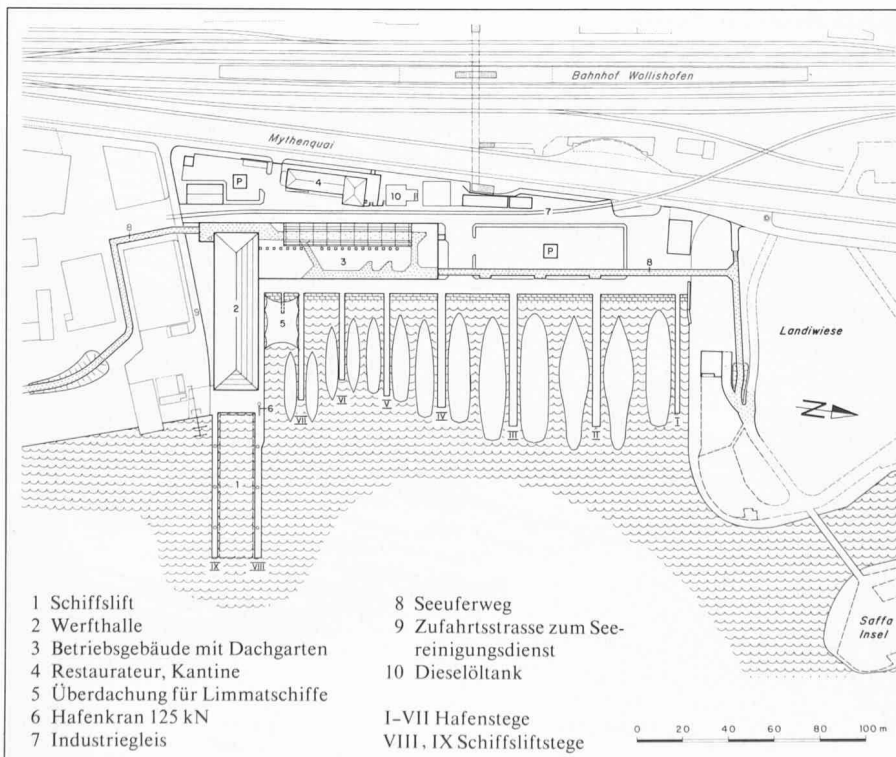 Bahnhof Wollishofen
Mythenquai
P
4
10
7
8
P
3
8
2
9
5
Landiwiese
6
VII
VI
V
IV
III
II
I
N
1
IX VIII
Saffa
Insel
1 Schiffslift
2 Werfthalle
3 Betriebsgebäude mit Dachgarten
4 Restaurateur, Kantine
5 Überdachung für Limmatschiffe
6 Hafenkran 125 kN
7 Industriegleis
8 Seeuferweg
9 Zufahrtsstrasse zum See-
reinigungsdienst
10 Dieselöltank
I–VII Hafenstege
VIII, IX Schiffsliftstege
0 20 40 60 80 100 m